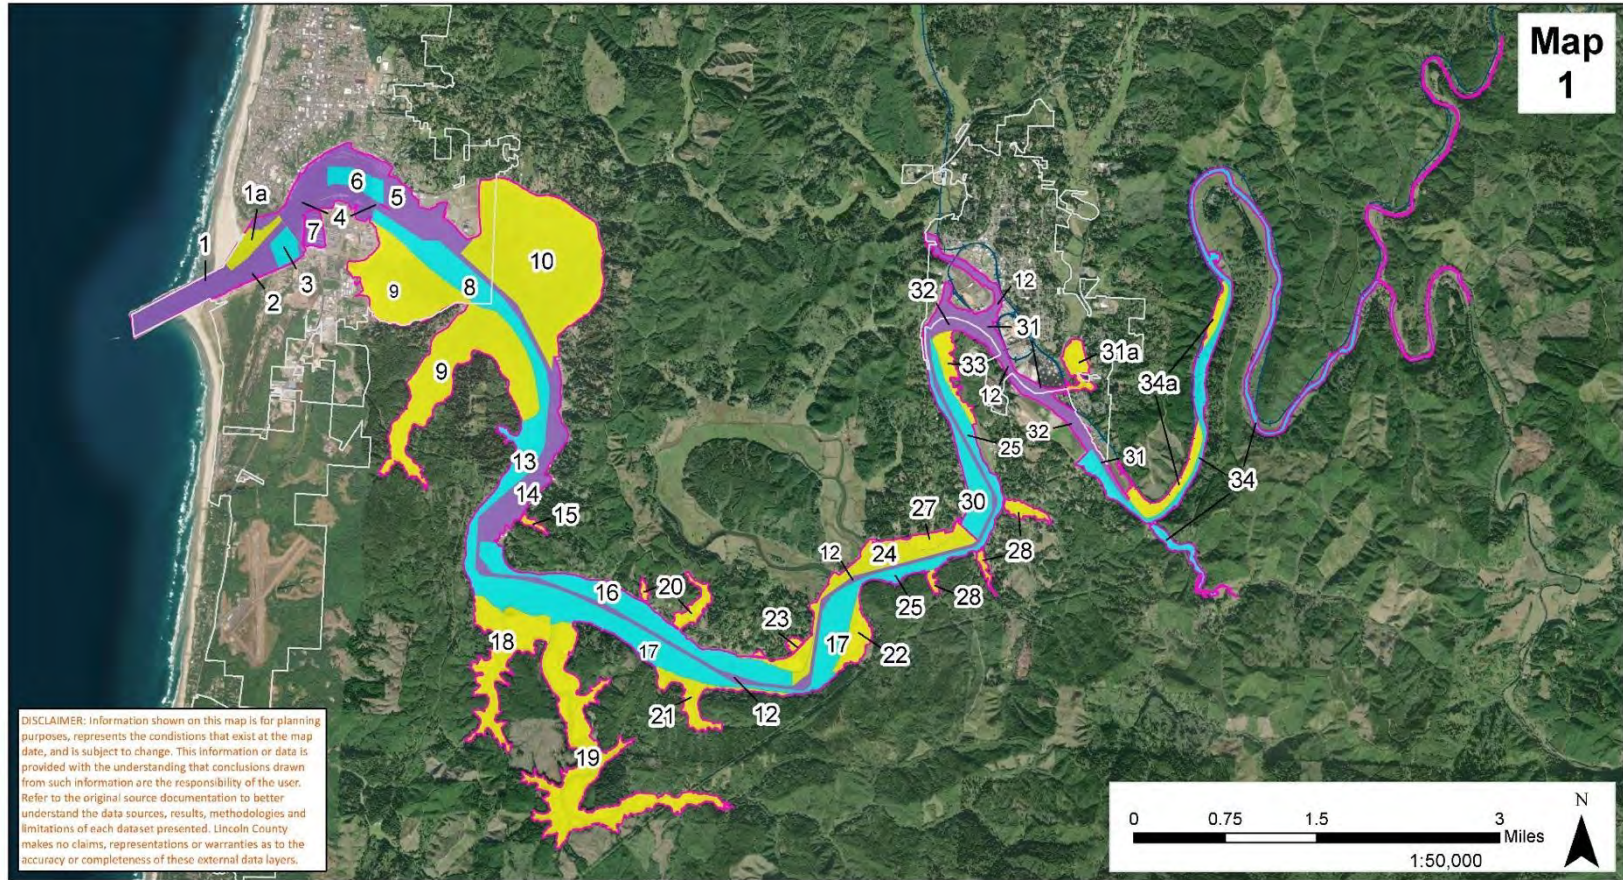 Map
1
1a
6
5
1
4
7
3
2
10
9
8
9
13
14
15
16
20
18
17
21
12
19
23
17
22
12
24
27
25
28
28
30
25
33
32
12
31
31a
12
32
31
34a
34
DISCLAIMER: Information shown on this map is for planning
purposes, represents the condistions that exist at the map
date, and is subject to change. This information or data is
provided with the understanding that conclusions drawn
from such information are the responsibility of the user.
Refer to the original source documentation to better
understand the data sources, results, methodologies and
limitations of each dataset presented. Lincoln County
makes no claims, representations or warranties as to the
accuracy or completeness of these external data layers.
0 0.75 1.5 3
Miles
1:50,000
N